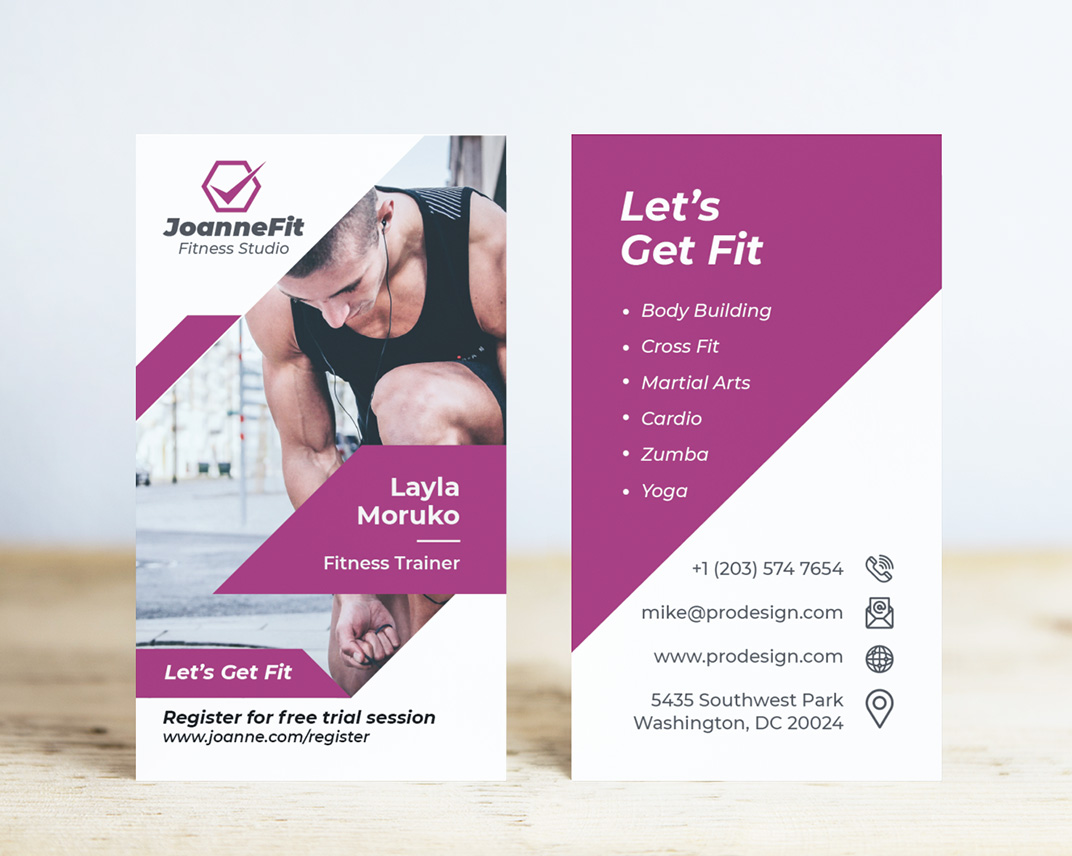 JoanneFit
Fitness Studio
Layla
Moruko
Fitness Trainer
Let's Get Fit
Register for free trial session
www.joanne.com/register
Let's
Get Fit
• Body Building
• Cross Fit
• Martial Arts
• Cardio
• Zumba
• Yoga
+1 (203) 574 7654
mike@prodesign.com
www.prodesign.com
5435 Southwest Park
Washington, DC 20024